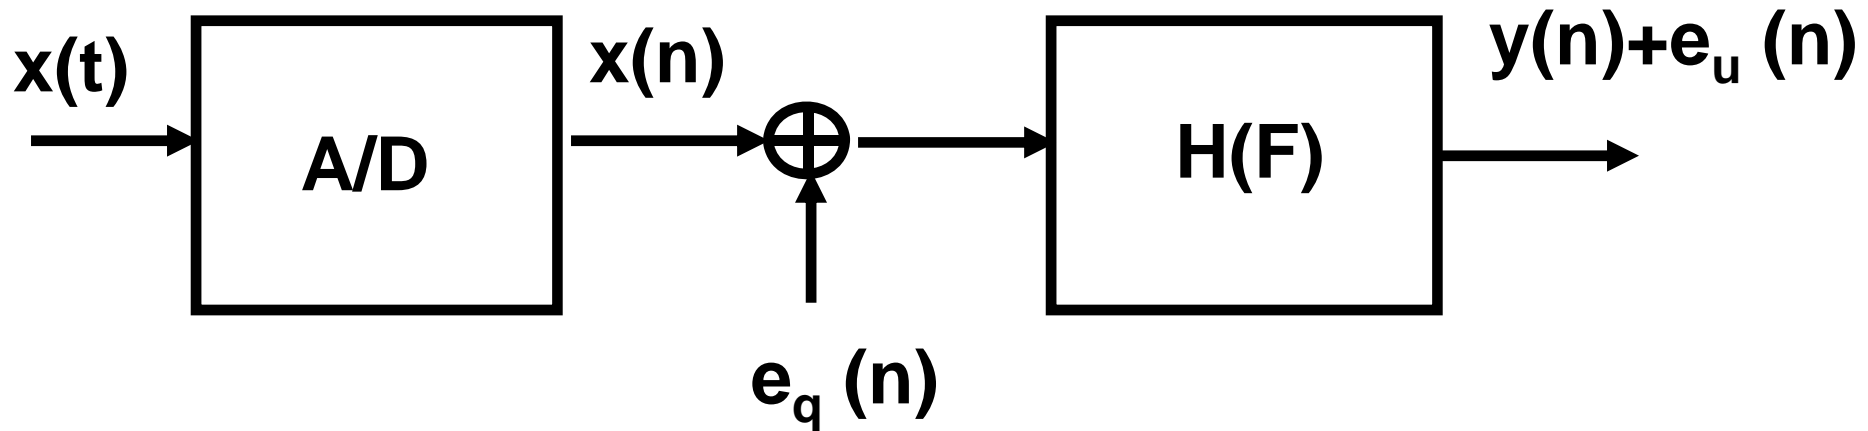 x(t)
A/D
x(n)
e_q (n)
H(F)
y(n)+e_u (n)